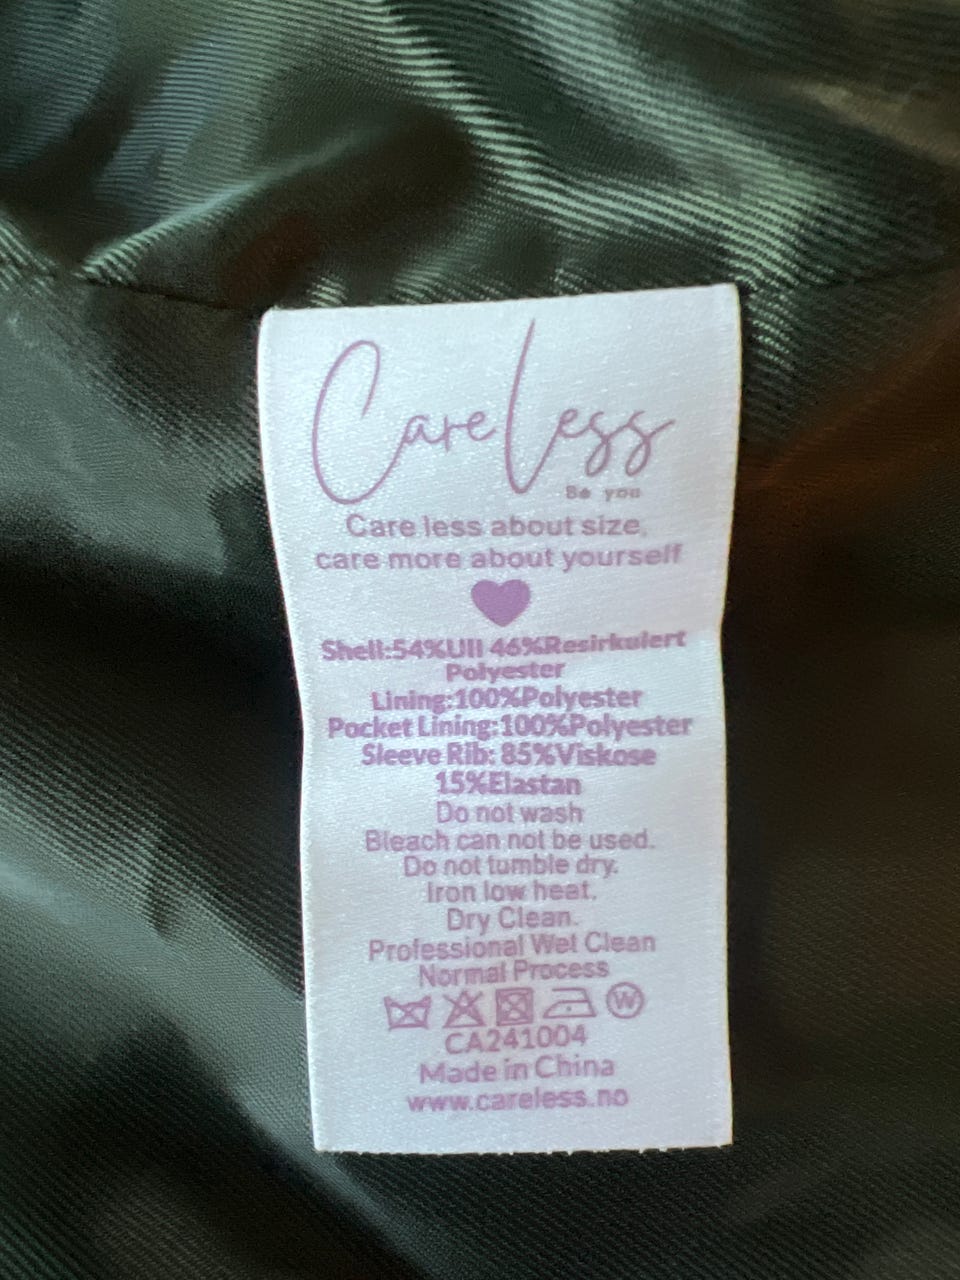 CareLess
Be you
Care less about size,
care more about yourself
Shell:54%Ull 46%Resirkulert
Polyester
Lining:100%Polyester
Pocket Lining:100%Polyester
Sleeve Rib: 85%Viskose
15%Elastan
Do not wash
Bleach can not be used.
Do not tumble dry.
Iron low heat.
Dry Clean.
Professional Wet Clean
Normal Process
W
CA241004
Made in China
www.careless.no